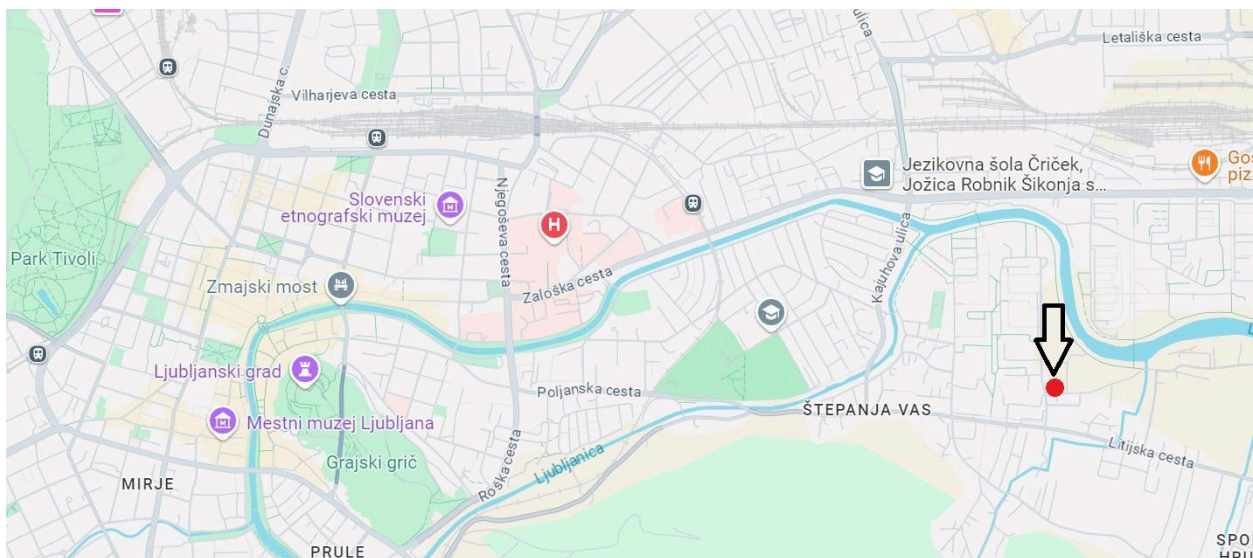 Letališka cesta
Dunajska c.
Vilharjeva cesta
Jezikovna šola Čriček,
Jožica Robnik Šikonja s...
Slovenski
etnografski muzej
Njegoševa cesta
Park Tivoli
Zmajski most
Zaloška cesta
Kajuhova ulica
Ljubljanski grad
Poljanska cesta
ŠTEPANJA VAS
Mestni muzej Ljubljana
Grajski grič
Roška cesta
Ljubljanica
Litijska cesta
MIRJE
PRULE
H